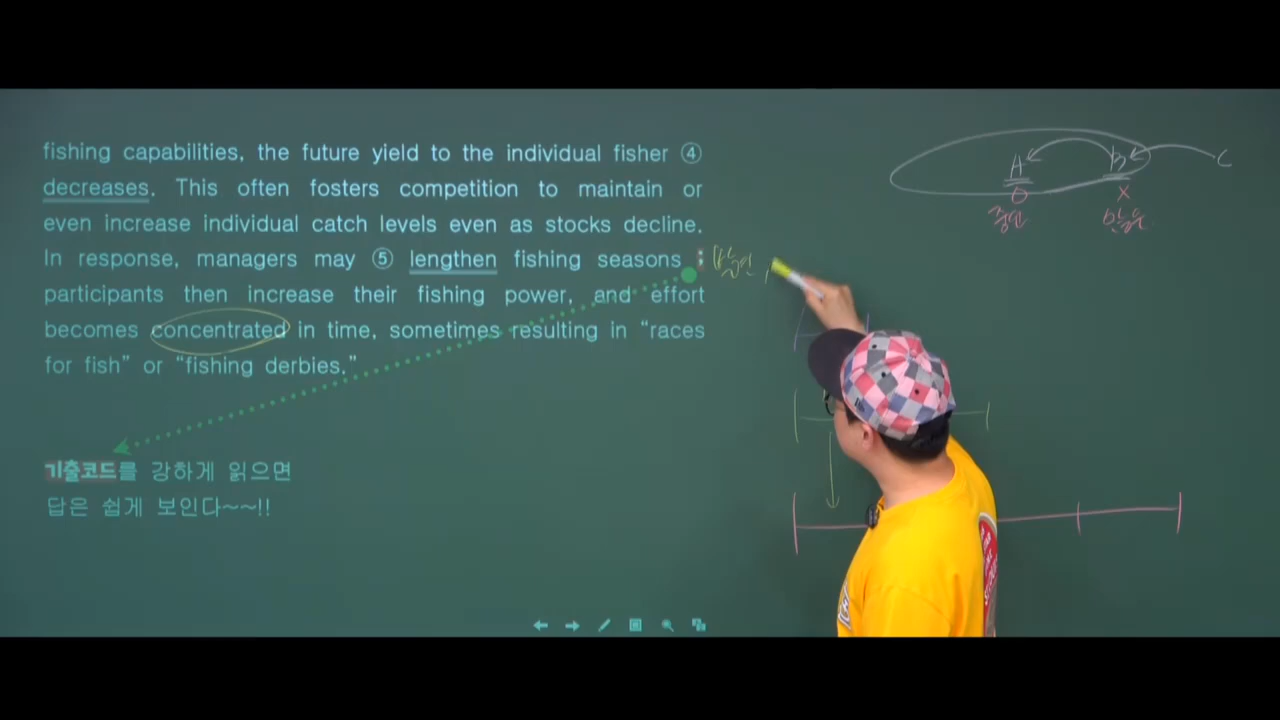 fishing capabilities, the future yield to the individual fisher ④
decreases. This often fosters competition to maintain or
even increase individual catch levels even as stocks decline.
In response, managers may ⑤ lengthen fishing seasons ;
participants then increase their fishing power, and effort
becomes concentrated in time, sometimes resulting in “races
for fish” or “fishing derbies.”
기출코드를 강하게 읽으면
답은 쉽게 보인다~~!!
A B C
O X